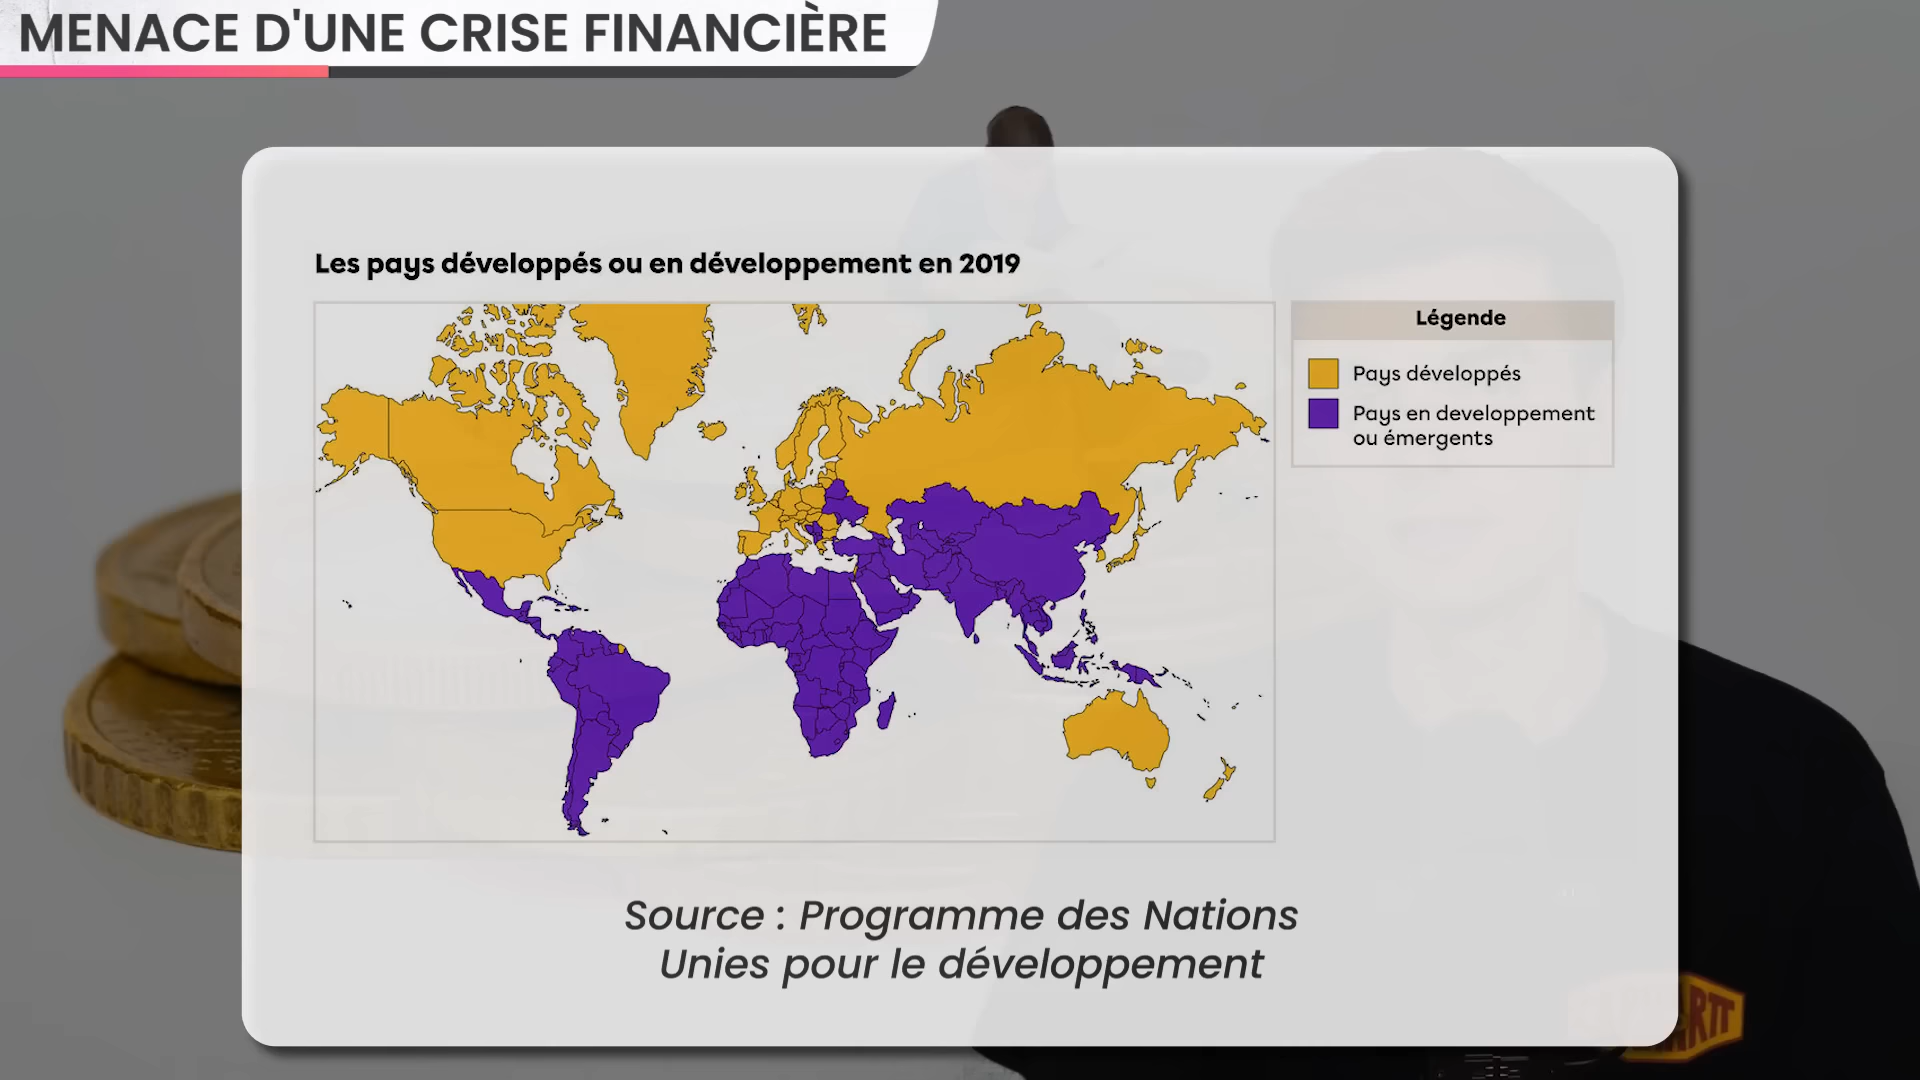 MENACE D'UNE CRISE FINANCIÈRE
Les pays développés ou en développement en 2019
Légende
Pays développés
Pays en developpement
ou émergents
Source : Programme des Nations
Unies pour le développement